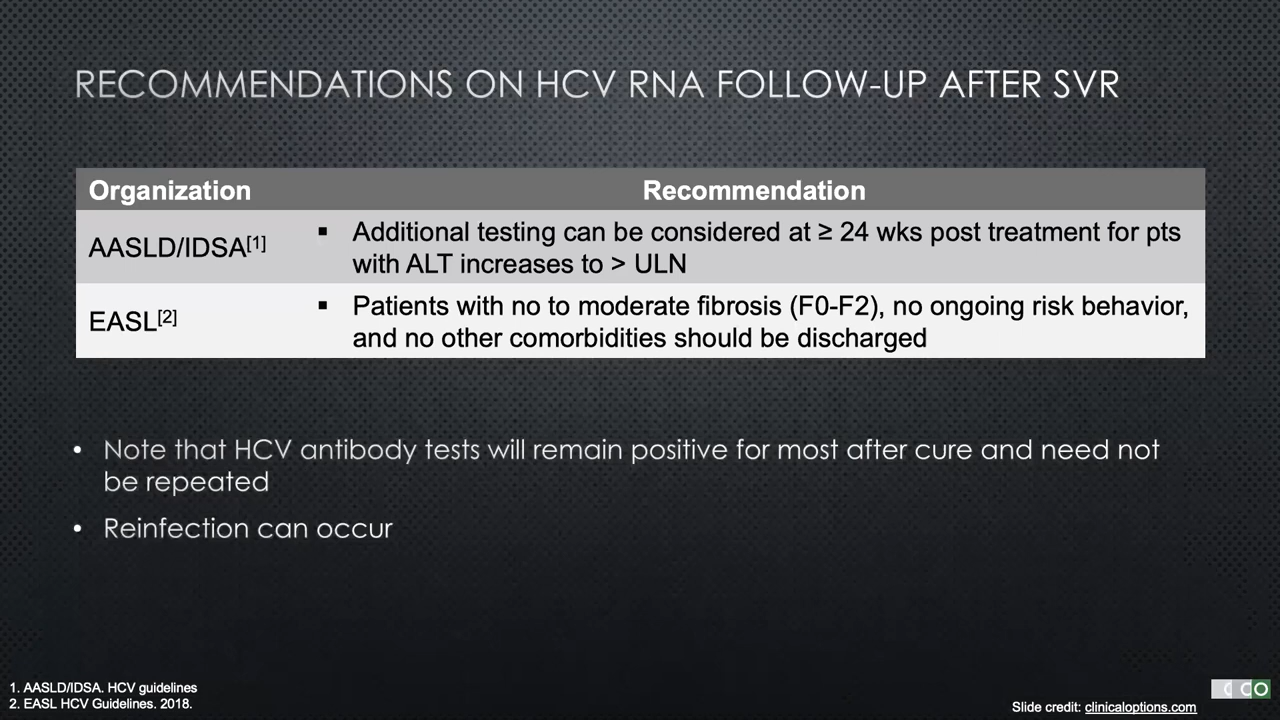 RECOMMENDATIONS ON HCV RNA FOLLOW-UP AFTER SVR
Organization
Recommendation
AASLD/IDSA[1]
▪ Additional testing can be considered at ≥ 24 wks post treatment for pts
with ALT increases to > ULN
EASL[2]
▪ Patients with no to moderate fibrosis (F0-F2), no ongoing risk behavior,
and no other comorbidities should be discharged
• Note that HCV antibody tests will remain positive for most after cure and need not
be repeated
• Reinfection can occur
1. AASLD/IDSA. HCV guidelines
2. EASL HCV Guidelines. 2018.
Slide credit: clinicaloptions.com
CCO